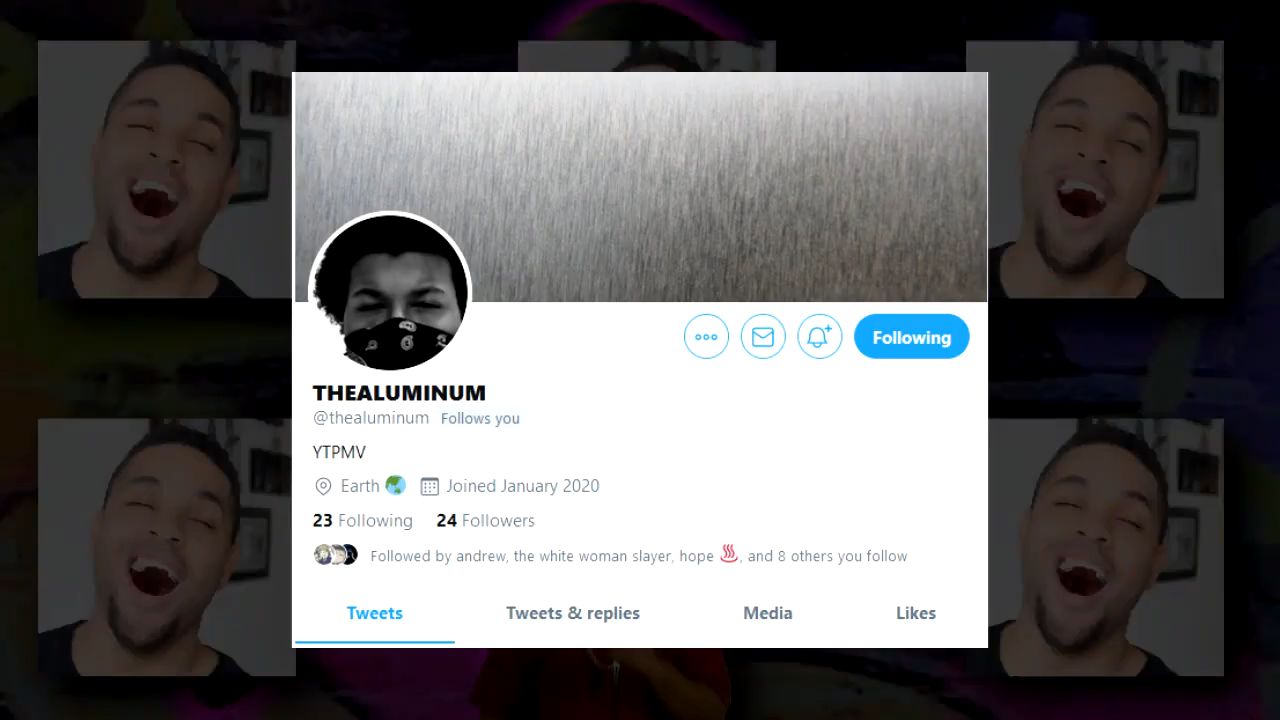 Following
THEALUMINUM
@thealuminum Follows you
YTPMV
Earth Joined January 2020
23 Following 24 Followers
Followed by andrew, the white woman slayer, hope ♨, and 8 others you follow
Tweets Tweets & replies Media Likes